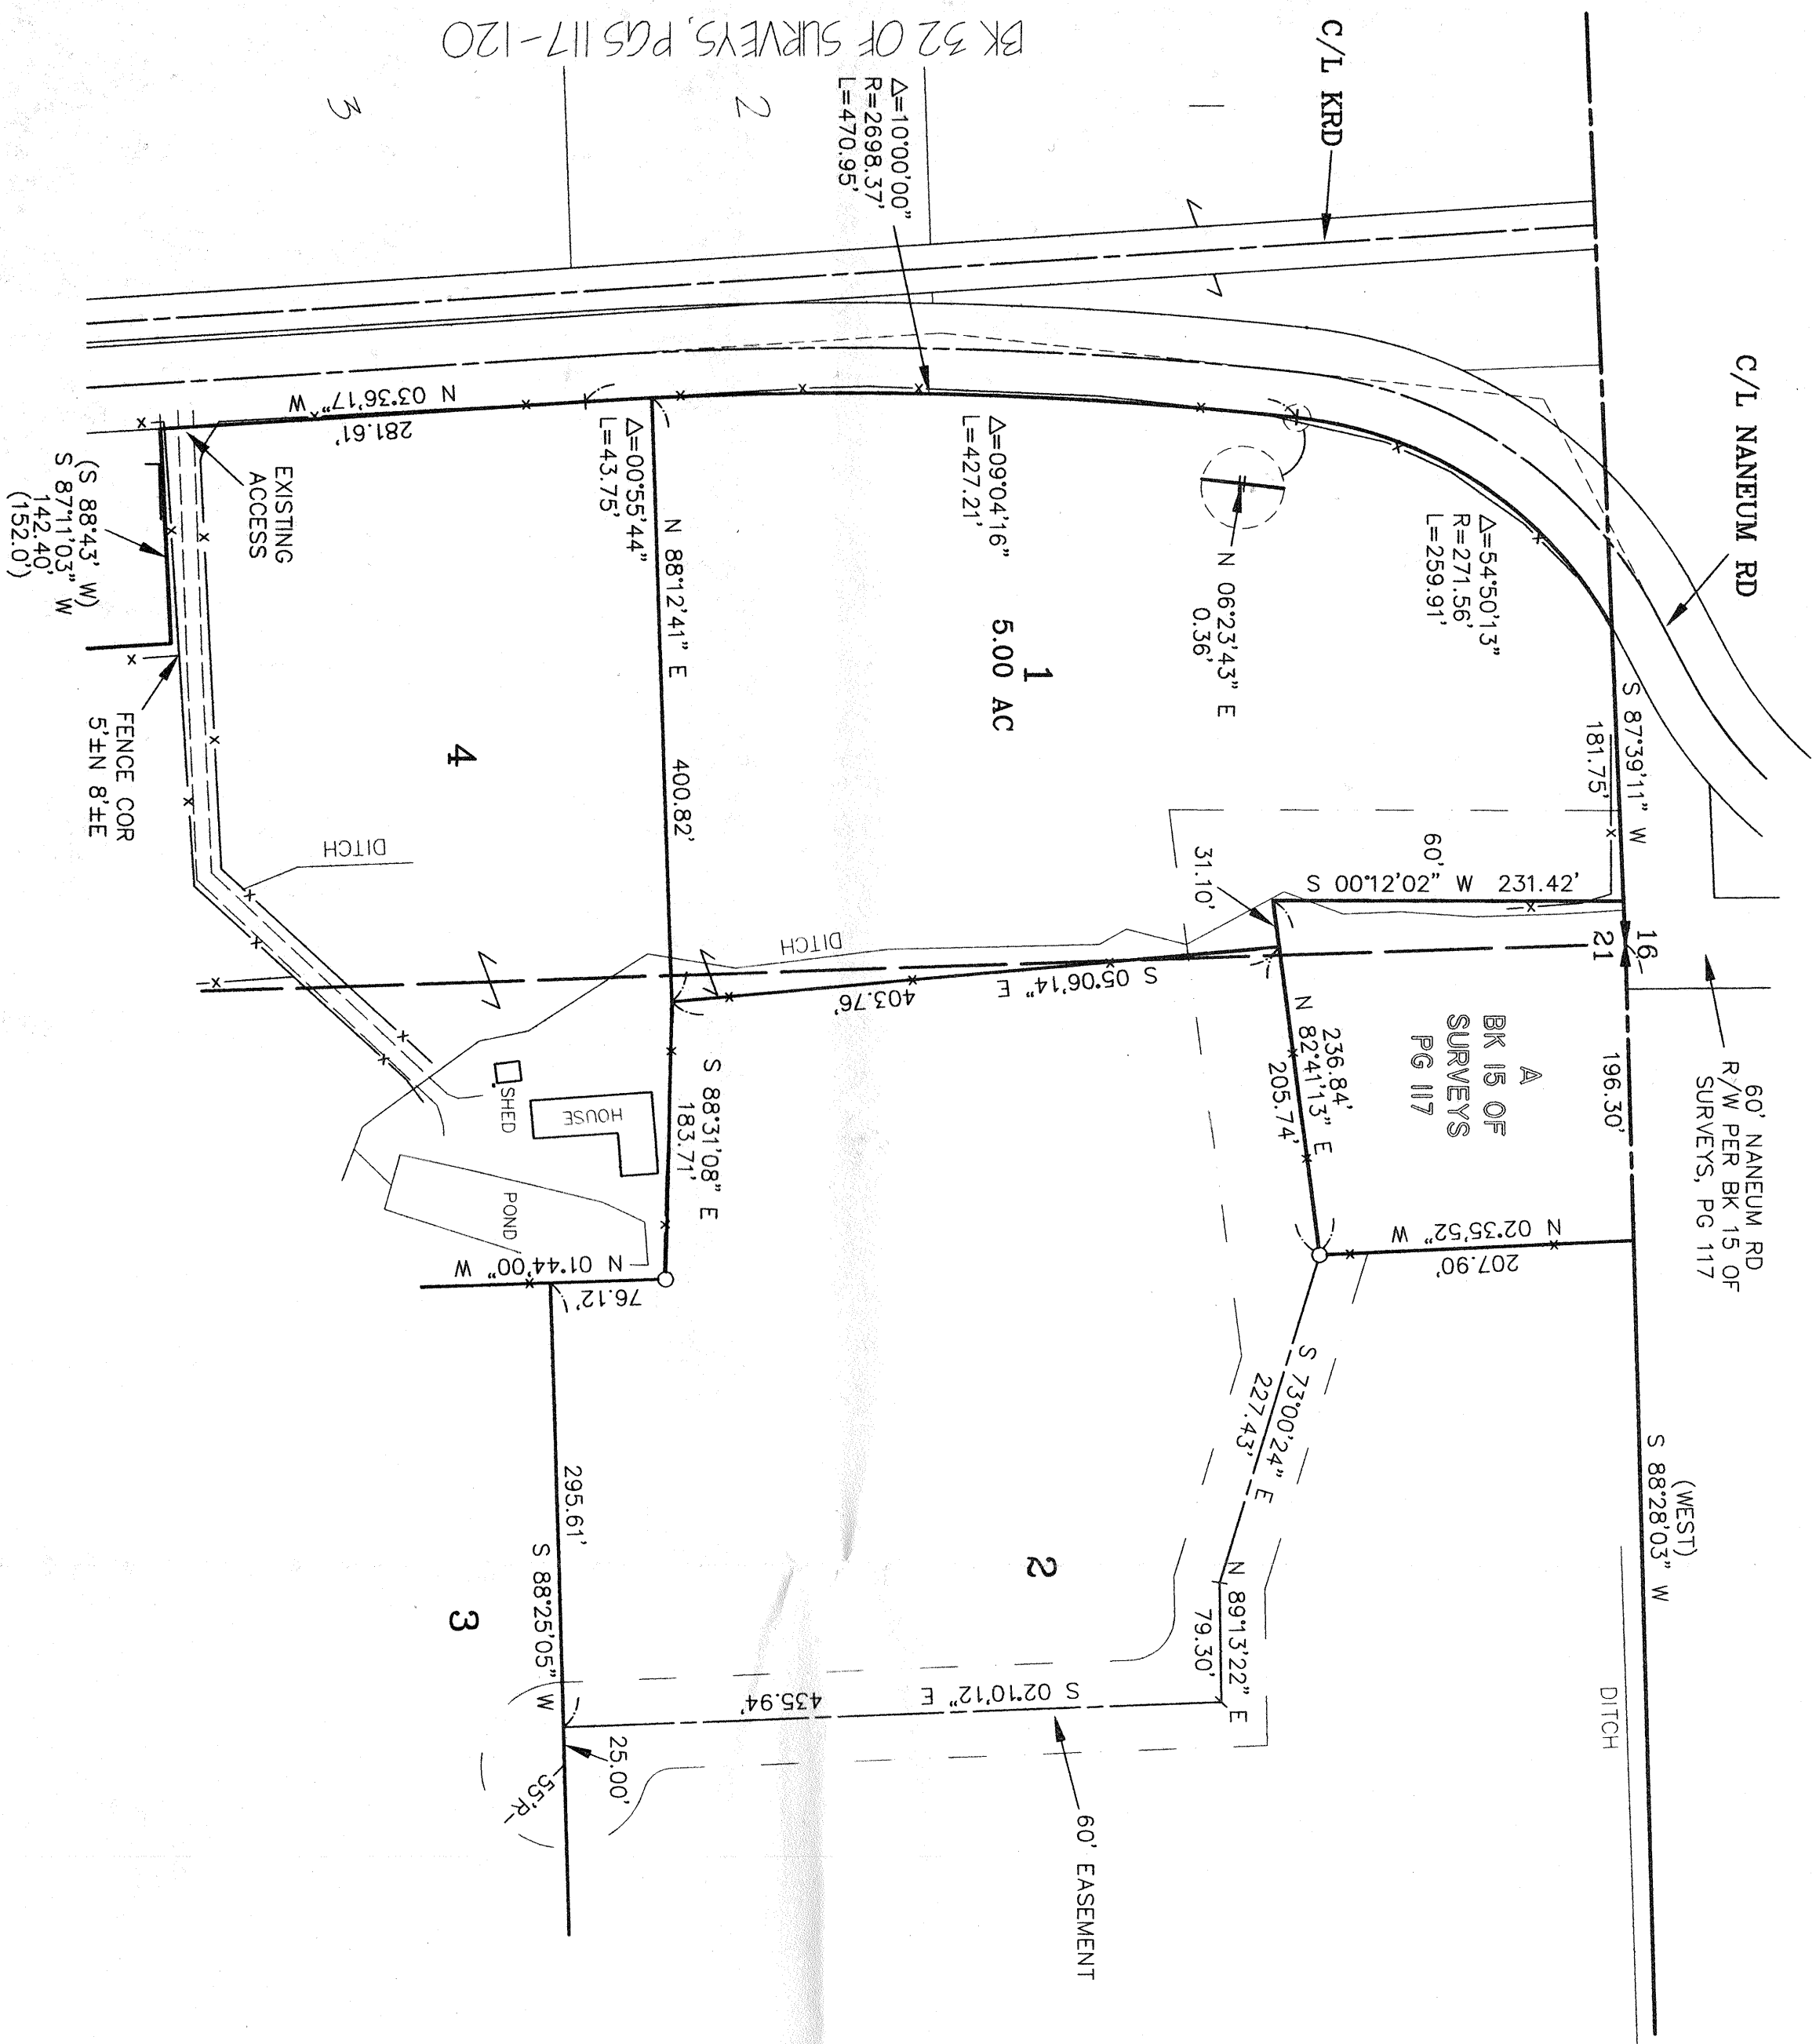 BK 32 OF SURVEYS, PGS 117-120
3
2
1
C/L KRD
C/L NANEUM RD
Δ=10°00'00"
R=2698.37'
L=470.95'
N 03°36'17" W
281.61'
Δ=00°55'44"
L=43.75'
Δ=09°04'16"
L=427.21'
N 06°23'43" E
0.36'
Δ=54°50'13"
R=271.56'
L=259.91'
S 87°39'11" W
181.75'
EXISTING
ACCESS
(S 88°43' W)
S 87°11'03" W
142.40'
(152.0')
FENCE COR
5'±N 8'±E
N 88°12'41" E
400.82'
1
5.00 AC
4
DITCH
DITCH
31.10'
60'
S 00°12'02" W 231.42'
16
21
60' NANEUM RD
R/W PER BK 15 OF
SURVEYS, PG 117
S 05°06'14" E
403.76'
236.84'
N 82°41'13" E
205.74'
A
BK 15 OF
SURVEYS
PG 117
196.30'
N 02°35'52" W
207.90'
SHED
HOUSE
POND
S 88°31'08" E
183.71'
N 01°44'00" W
76.12'
S 73°00'24" E
227.43'
N 89°13'22" E
79.30'
(WEST)
S 88°28'03" W
DITCH
295.61'
S 88°25'05" W
2
3
S 02°10'12" E
435.94'
25.00'
55' R
60' EASEMENT